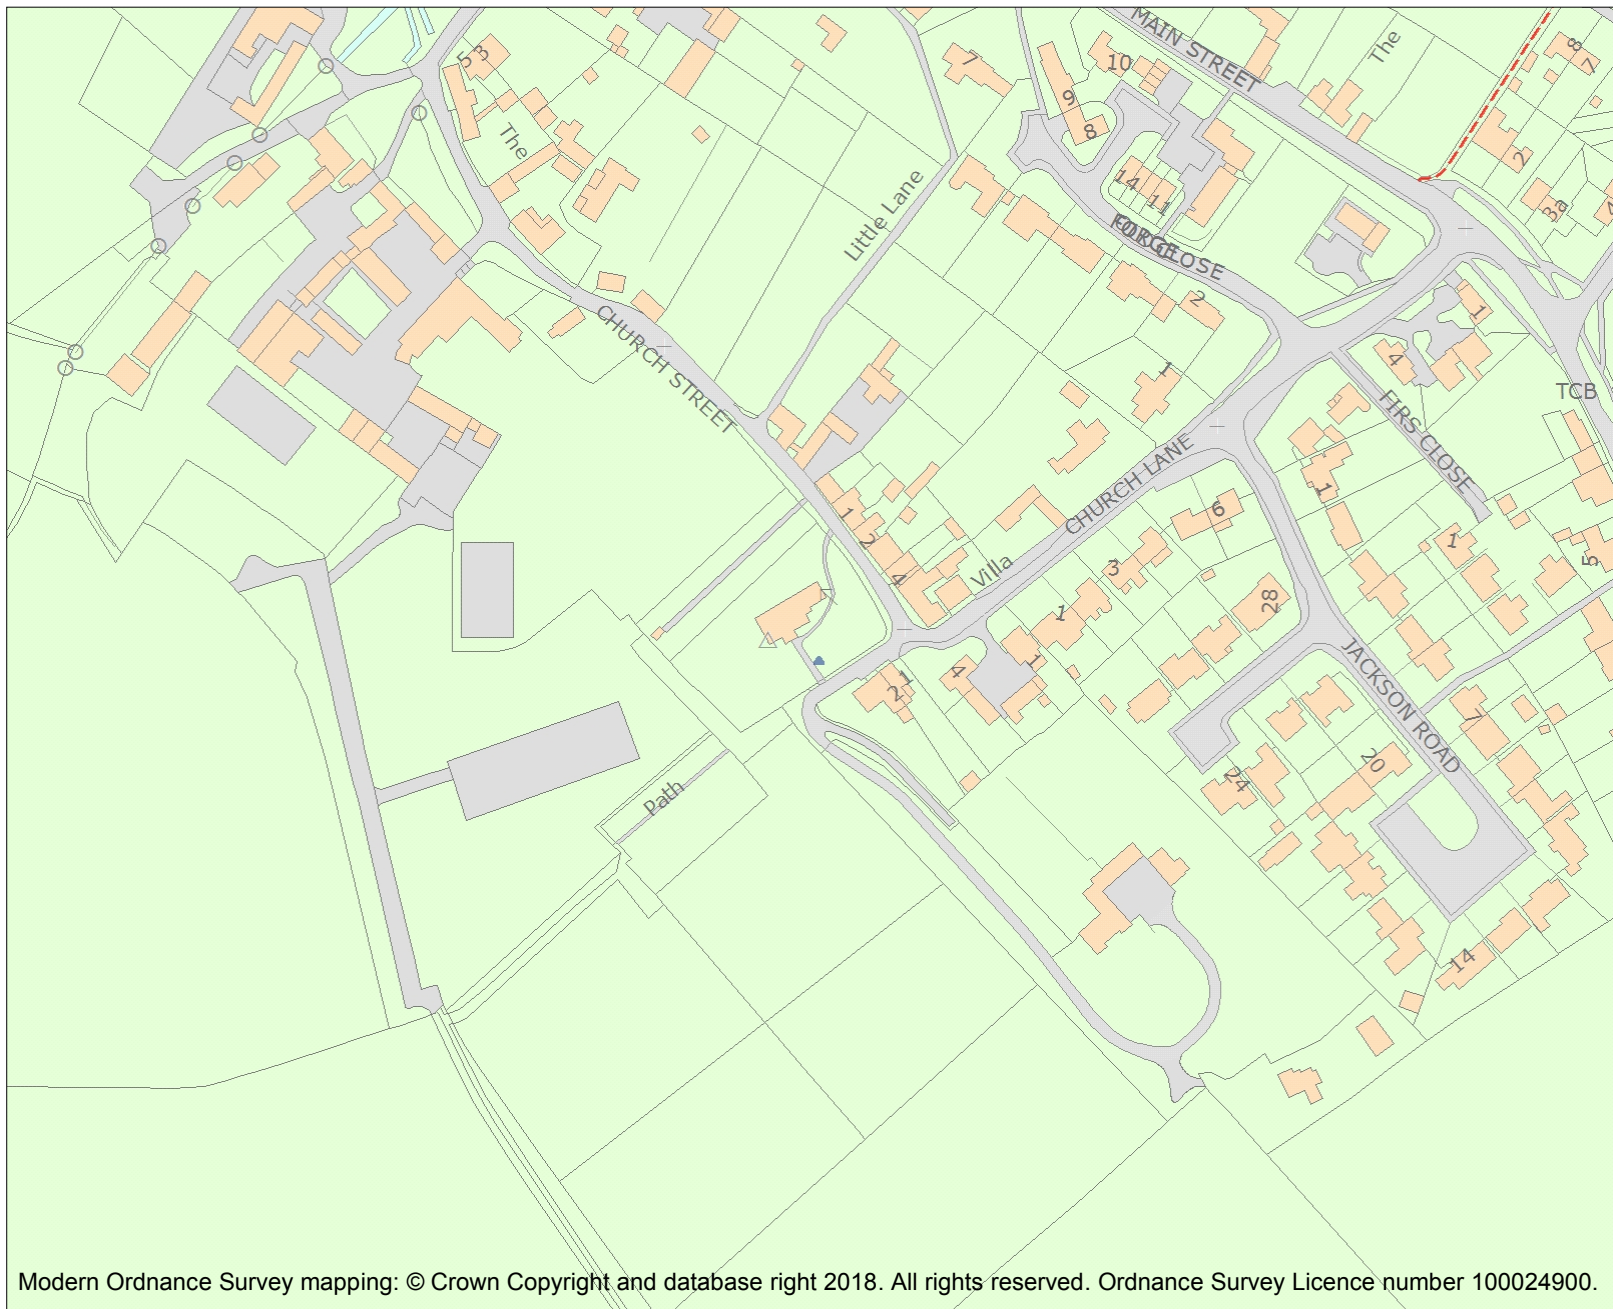 MAIN STREET
The
5 3
7
10
9
8
8
7
2
3a
The
14
11
Little Lane
FORGE
CLOSE
2
1
CHURCH STREET
1
4
TCB
FIRS CLOSE
CHURCH LANE
1
1
2
6
1
5
4
Villa
3
28
1
1
4
2 1
JACKSON ROAD
7
20
24
Path
14
Modern Ordnance Survey mapping: © Crown Copyright and database right 2018. All rights reserved. Ordnance Survey Licence number 100024900.